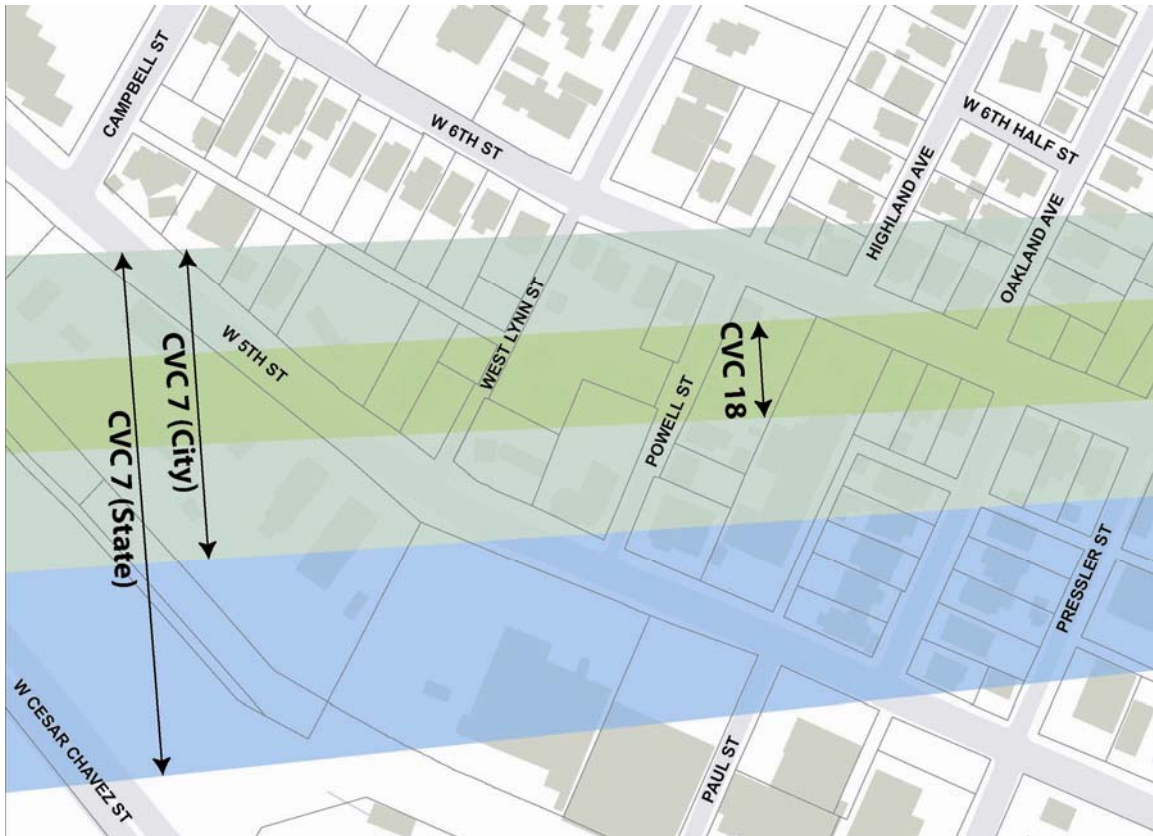 CAMPBELL ST
W 6TH ST
W 6TH HALF ST
HIGHLAND AVE
OAKLAND AVE
WEST LYNN ST
W 5TH ST
CVC 7 (City)
CVC 7 (State)
CVC 18
POWELL ST
PRESSLER ST
W CESAR CHAVEZ ST
PAUL ST